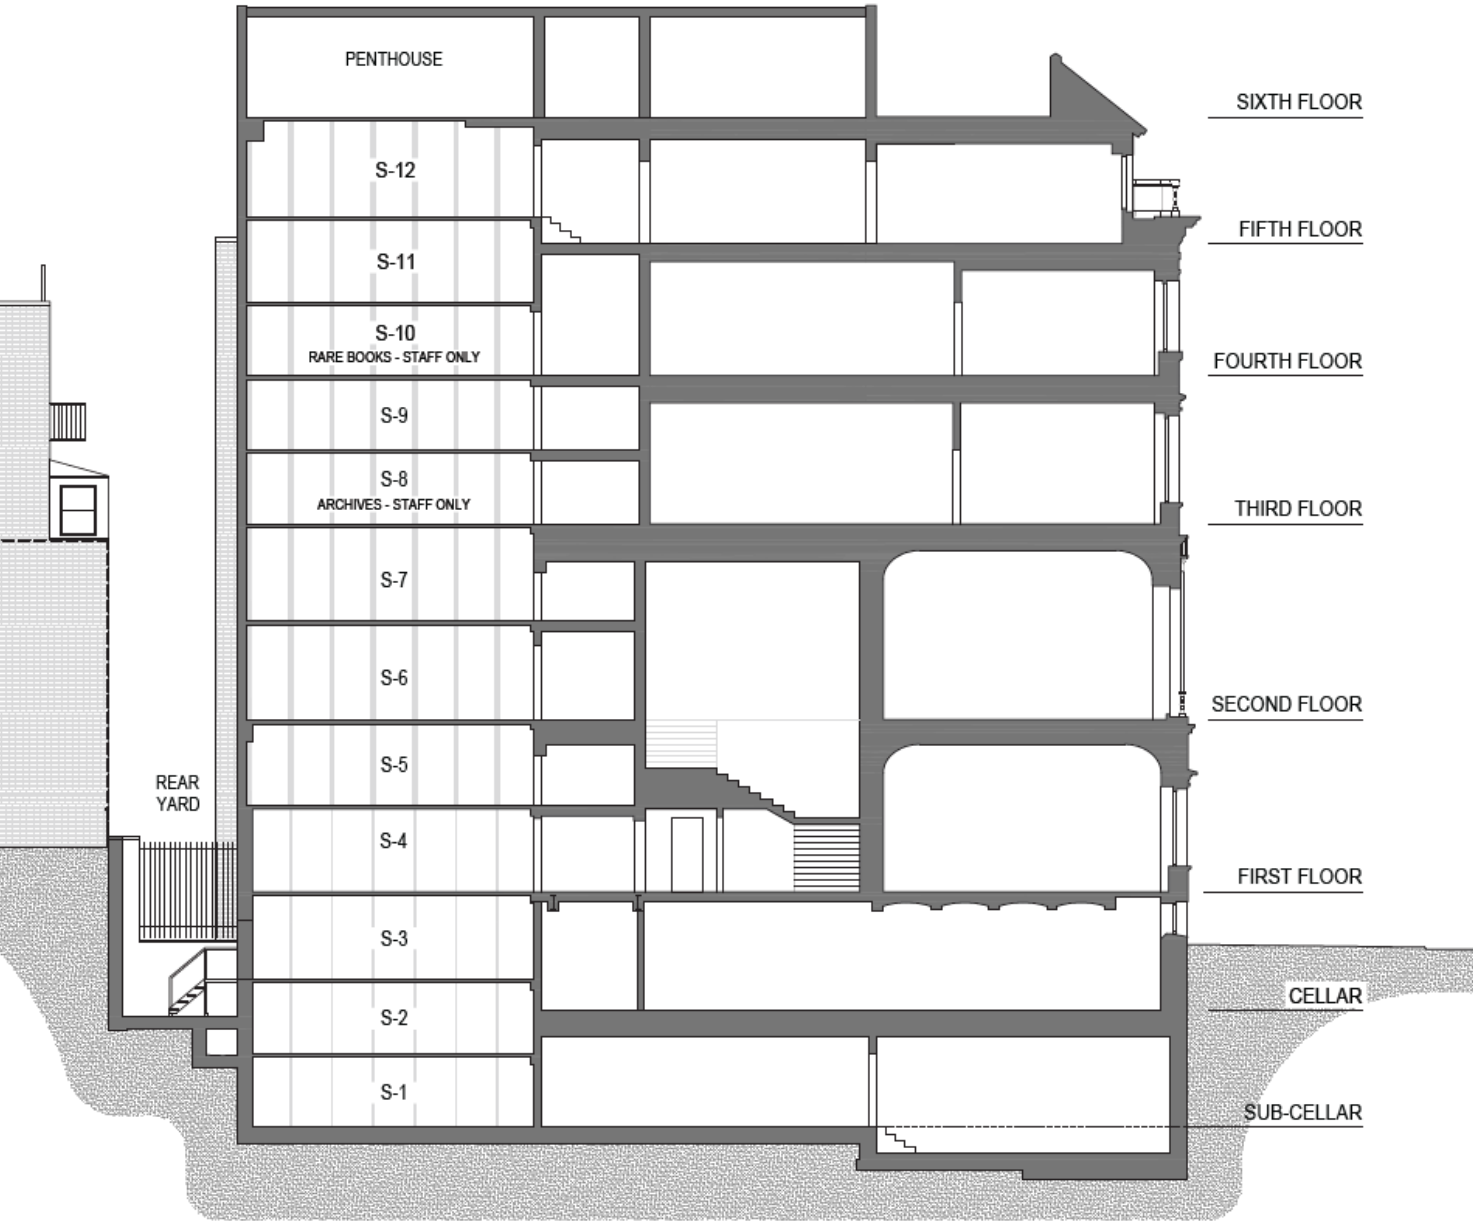 PENTHOUSE
SIXTH FLOOR
S-12
FIFTH FLOOR
S-11
S-10
RARE BOOKS - STAFF ONLY
FOURTH FLOOR
S-9
S-8
ARCHIVES - STAFF ONLY
THIRD FLOOR
S-7
S-6
SECOND FLOOR
S-5
REAR
YARD
S-4
FIRST FLOOR
S-3
CELLAR
S-2
S-1
SUB-CELLAR